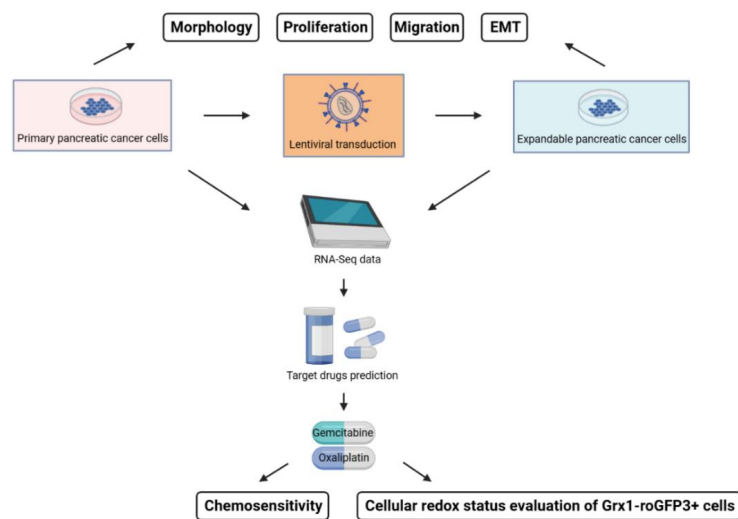 Morphology Proliferation Migration EMT
Primary pancreatic cancer cells
Lentiviral transduction
Expandable pancreatic cancer cells
RNA-Seq data
Target drugs prediction
Gemcitabine
Oxaliplatin
Chemosensitivity
Cellular redox status evaluation of Grx1-roGFP3+ cells